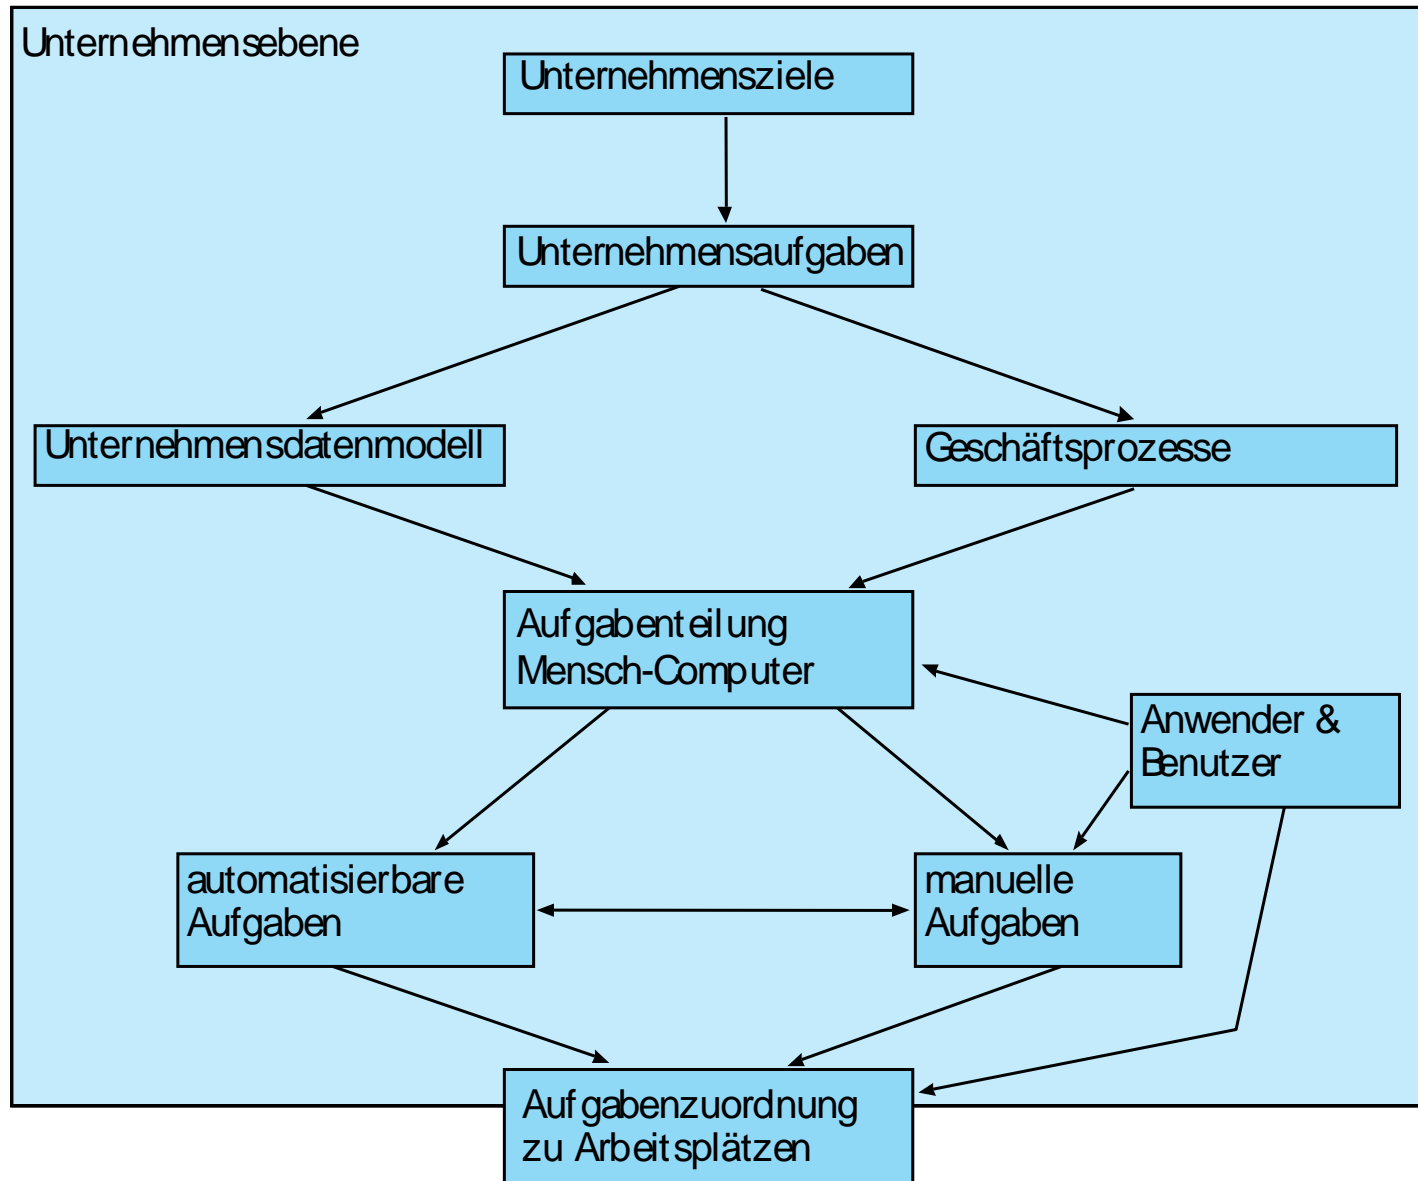 Unternehmensebene
Unternehmensziele
Unternehmensaufgaben
Unternehmensdatenmodell
Geschäftsprozesse
Aufgabenteilung
Mensch-Computer
Anwender &
Benutzer
automatisierbare
Aufgaben
manuelle
Aufgaben
Aufgabenzuordnung
zu Arbeitsplätzen